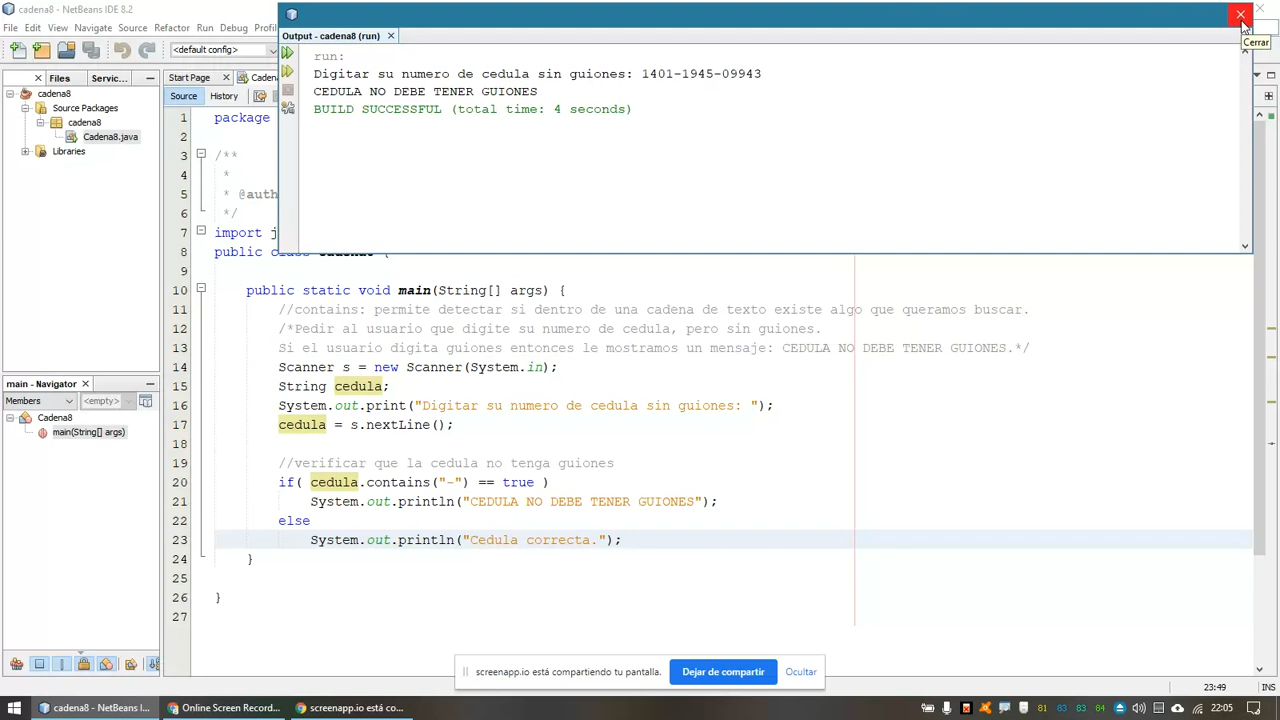 cadena8 - NetBeans IDE 8.2
File Edit View Navigate Source Refactor Run Debug Profil
<default config>
Output - cadena8 (run)
Cerrar
run:
Digitar su numero de cedula sin guiones: 1401-1945-09943
CEDULA NO DEBE TENER GUIONES
BUILD SUCCESSFUL (total time: 4 seconds)
Files Servic...
cadena8
Source Packages
cadena8
Cadena8.java
Libraries
Start Page Caden
Source History
1 package
2
3 /**
4 *
5 * @auth
6 */
7 import j
8 public
9
10 public static void main(String[] args) {
11 //contains: permite detectar si dentro de una cadena de texto existe algo que queramos buscar.
12 /*Pedir al usuario que digite su numero de cedula, pero sin guiones.
13 Si el usuario digita guiones entonces le mostramos un mensaje: CEDULA NO DEBE TENER GUIONES.*/
14 Scanner s = new Scanner(System.in);
15 String cedula;
16 System.out.print("Digitar su numero de cedula sin guiones: ");
17 cedula = s.nextLine();
18
19 //verificar que la cedula no tenga guiones
20 if( cedula.contains("-") == true )
21 System.out.println("CEDULA NO DEBE TENER GUIONES");
22 else
23 System.out.println("Cedula correcta.");
24 }
25
26 }
27
main - Navigator
Members <empty>
Cadena8
main(String[] args)
screenapp.io está compartiendo tu pantalla. Dejar de compartir Ocultar
23:49 INS
cadena8 - NetBeans I... Online Screen Record... screenapp.io está co... 81 83 83 84 22:05